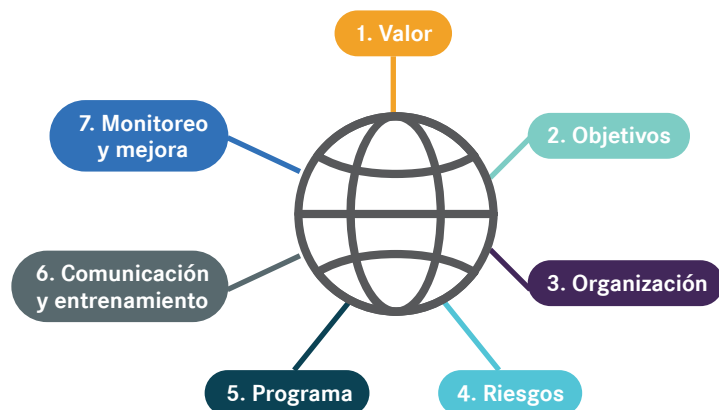 1. Valor
2. Objetivos
3. Organización
4. Riesgos
5. Programa
6. Comunicación
y entrenamiento
7. Monitoreo
y mejora